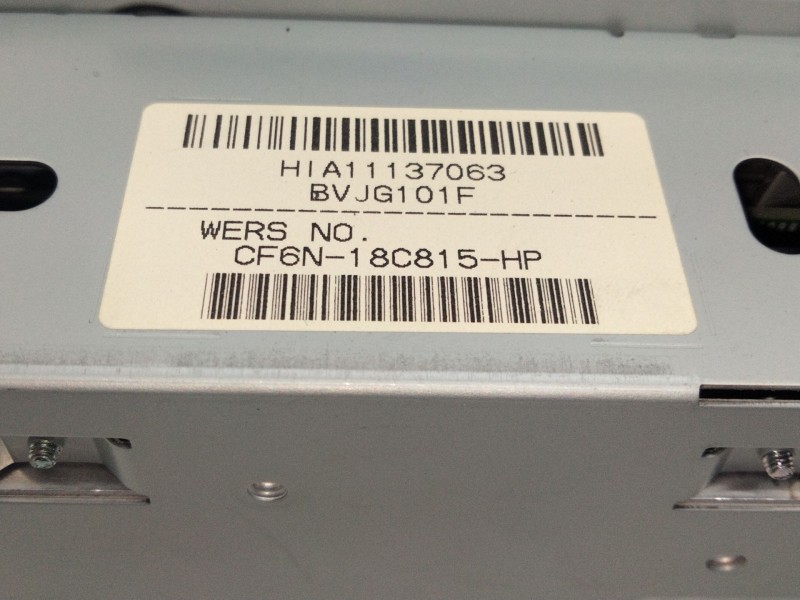 HIA11137063
BVJG101F
WERS NO.
CF6N-18C815-HP